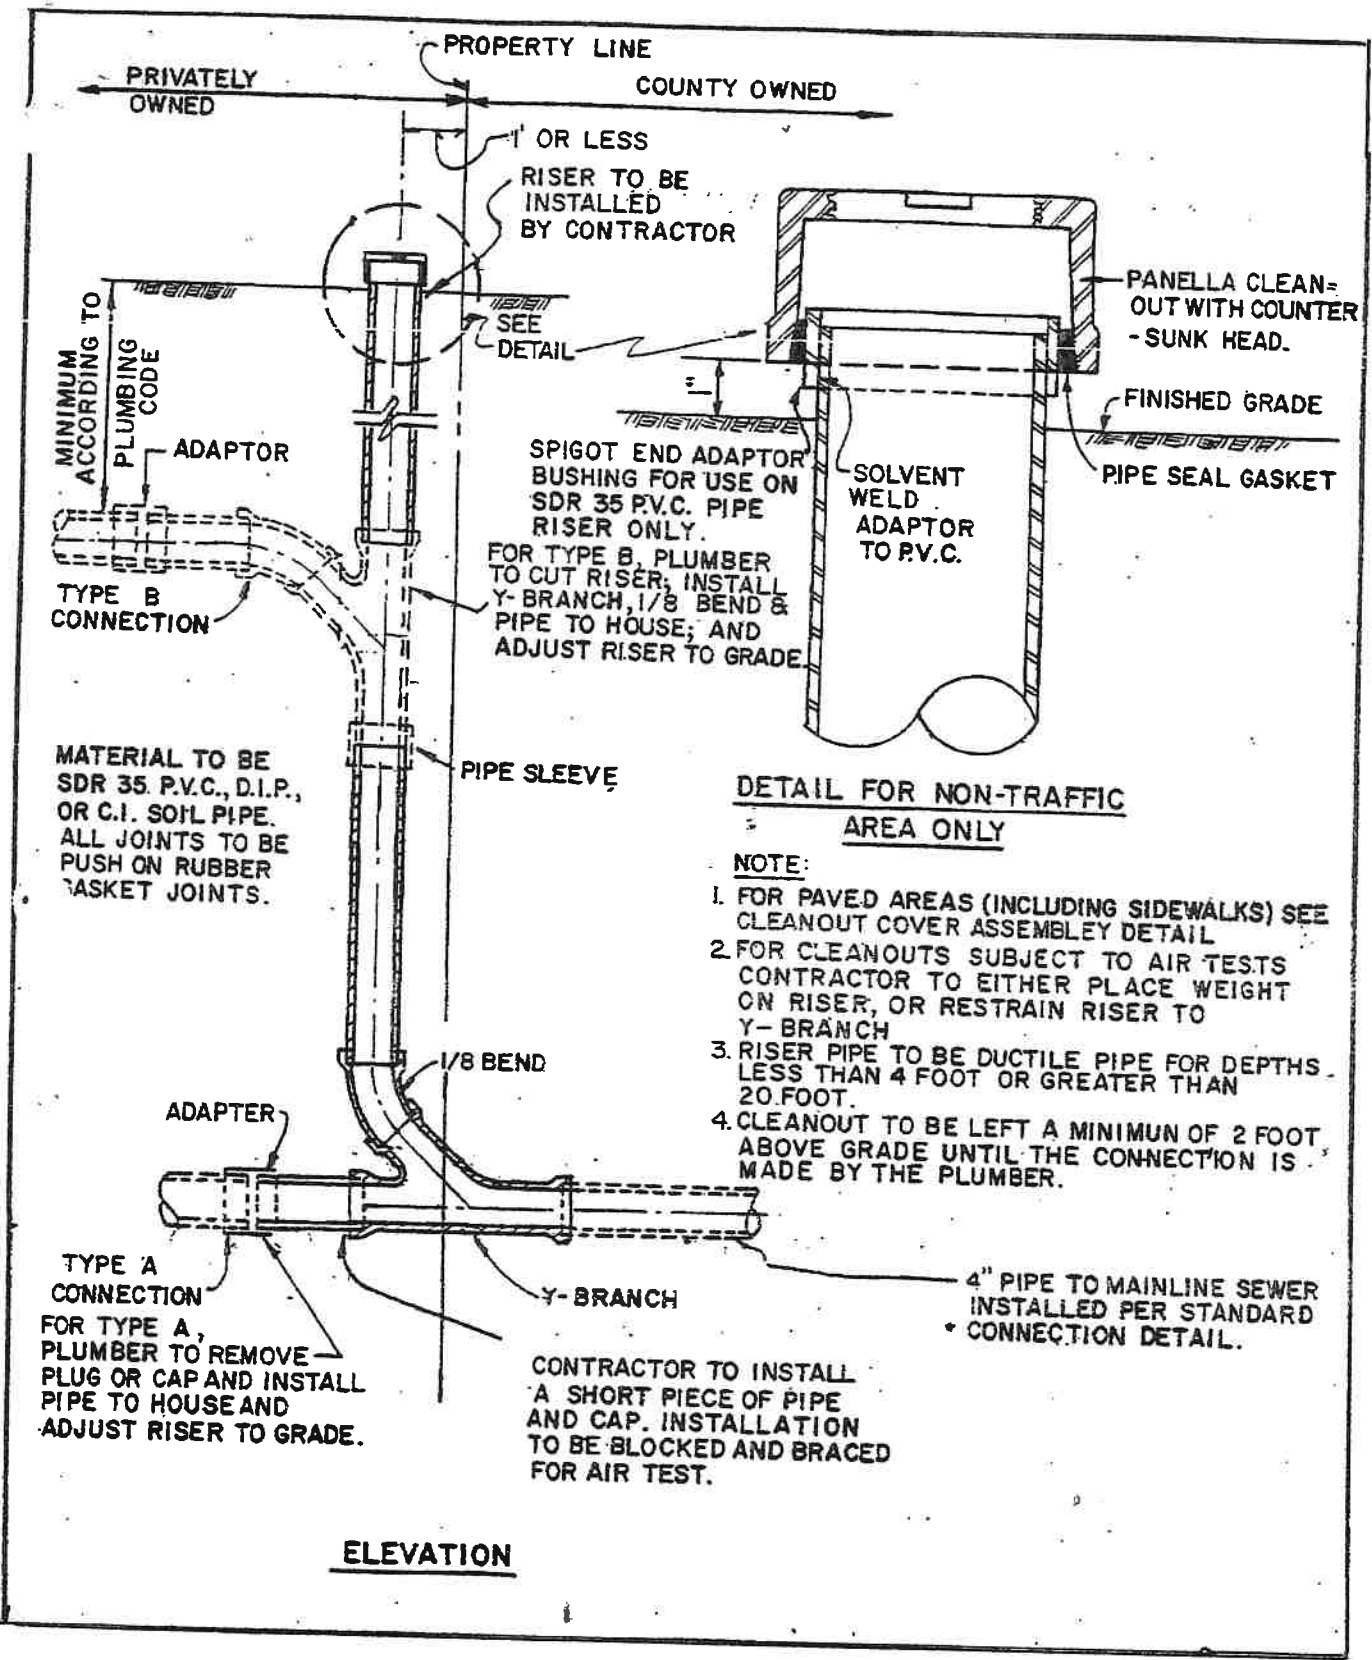 PROPERTY LINE
PRIVATELY
OWNED
COUNTY OWNED
1' OR LESS
RISER TO BE
INSTALLED
BY CONTRACTOR
SEE
DETAIL
MINIMUM
ACCORDING TO
PLUMBING
CODE
ADAPTOR
TYPE B
CONNECTION
PANELLA CLEAN=
OUT WITH COUNTER
-SUNK HEAD.
FINISHED GRADE
PIPE SEAL GASKET
SPIGOT END ADAPTOR
BUSHING FOR USE ON
SDR 35 P.V.C. PIPE
RISER ONLY.
SOLVENT
WELD
ADAPTOR
TO P.V.C.
FOR TYPE B, PLUMBER
TO CUT RISER; INSTALL
Y-BRANCH, 1/8 BEND &
PIPE TO HOUSE; AND
ADJUST RISER TO GRADE.
MATERIAL TO BE
SDR 35 P.V.C., D.I.P.,
OR C.I. SOIL PIPE.
ALL JOINTS TO BE
PUSH ON RUBBER
GASKET JOINTS.
PIPE SLEEVE
DETAIL FOR NON-TRAFFIC
AREA ONLY
NOTE:
1. FOR PAVED AREAS (INCLUDING SIDEWALKS) SEE
CLEANOUT COVER ASSEMBLEY DETAIL
2. FOR CLEANOUTS SUBJECT TO AIR TESTS
CONTRACTOR TO EITHER PLACE WEIGHT
ON RISER, OR RESTRAIN RISER TO
Y-BRANCH
3. RISER PIPE TO BE DUCTILE PIPE FOR DEPTHS
LESS THAN 4 FOOT OR GREATER THAN
20 FOOT.
4. CLEANOUT TO BE LEFT A MINIMUN OF 2 FOOT
ABOVE GRADE UNTIL THE CONNECTION IS
MADE BY THE PLUMBER.
1/8 BEND
ADAPTER
TYPE A
CONNECTION
FOR TYPE A,
PLUMBER TO REMOVE
PLUG OR CAP AND INSTALL
PIPE TO HOUSE AND
ADJUST RISER TO GRADE.
Y-BRANCH
4" PIPE TO MAINLINE SEWER
INSTALLED PER STANDARD
CONNECTION DETAIL.
CONTRACTOR TO INSTALL
A SHORT PIECE OF PIPE
AND CAP. INSTALLATION
TO BE BLOCKED AND BRACED
FOR AIR TEST.
ELEVATION